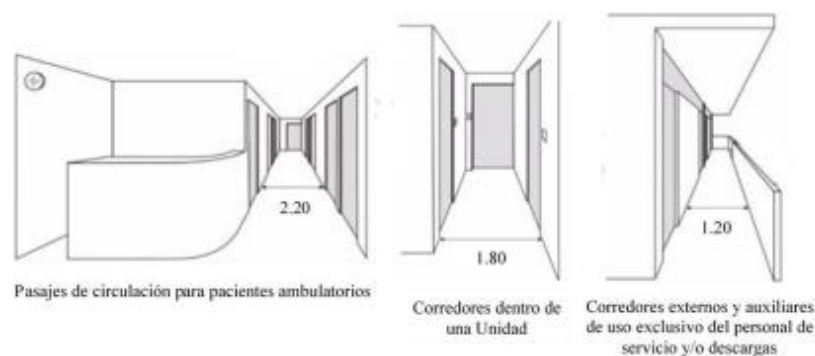 2.20
Pasajes de circulación para pacientes ambulatorios
1.80
Corredores dentro de
una Unidad
1.20
Corredores externos y auxiliares
de uso exclusivo del personal de
servicio y/o descargas